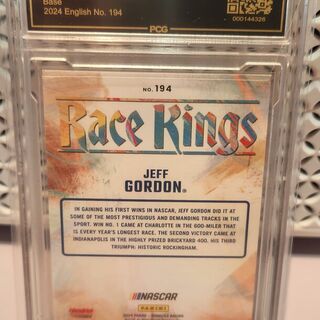 Base
2024 English No. 194
PCG
000144326
NO. 194
Race Kings
JEFF
GORDON®
IN GAINING HIS FIRST WINS IN NASCAR, JEFF GORDON DID IT AT
SOME OF THE MOST PRESTIGIOUS AND DEMANDING TRACKS IN THE
SPORT. WIN NO. 1 CAME AT CHARLOTTE IN THE 600-MILER THAT
IS EVERY YEAR'S LONGEST RACE. THE SECOND VICTORY CAME AT
INDIANAPOLIS IN THE HIGHLY PRIZED BRICKYARD 400. HIS THIRD
TRIUMPH: HISTORIC ROCKINGHAM.
NASCAR
PANINI